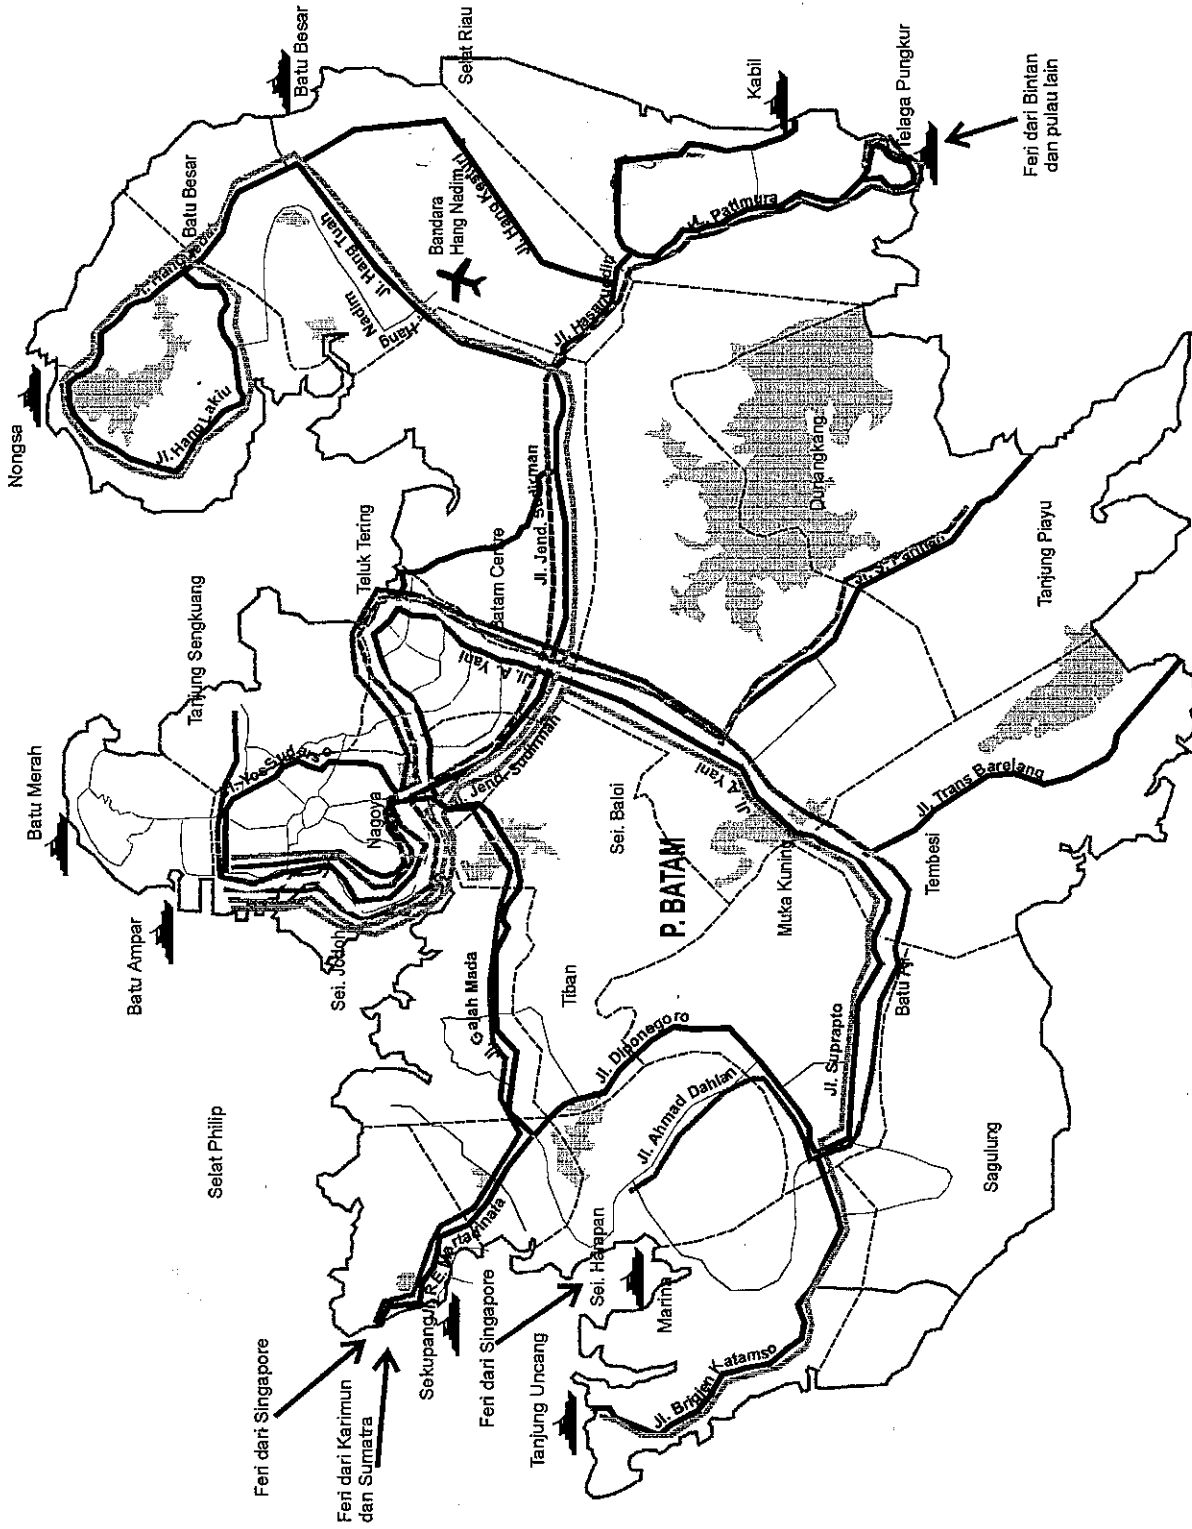 Nongsa
Batu Merah
Batu Ampar
Tanjung Sengkuang
Batu Besar
Selat Philip
Jl. Yos Sudarso
Feri dari Singapore
Batu Besar
Sei. Jodoh
Jl. Hang Lakiu
Feri dari Karimun
dan Sumatra
Teluk Tering
Nagoya
Hang Nadim
Jl. Hang Tuah
Sekupang
Jl. R.E. Martadinata
Bandara
Hang Nadim
Selat Riau
Feri dari Singapore
Jl. Gajah Mada
Jl. Jend. Sudirman
Batam Centre
Jl. A. Yani
Jl. Hang Kesturi
Tanjung Uncang
Jl. Jend. Sudirman
Tiban
Jl. Hasanuddin
Sei. Harapan
Jl. Diponegoro
Sei. Baloi
Marina
Jl. Ahmad Dahlan
P. BATAM
Jl. Brigjen Katamso
Jl. A Yani
Jl. Patimura
Kabil
Muka Kuning
Duriangkang
Jl. Suprapto
Batu Aji
Telaga Pungkur
Tembesi
Jl. Trans Barelang
Sagulung
Tanjung Piayu
Feri dari Bintan
dan pulau lain